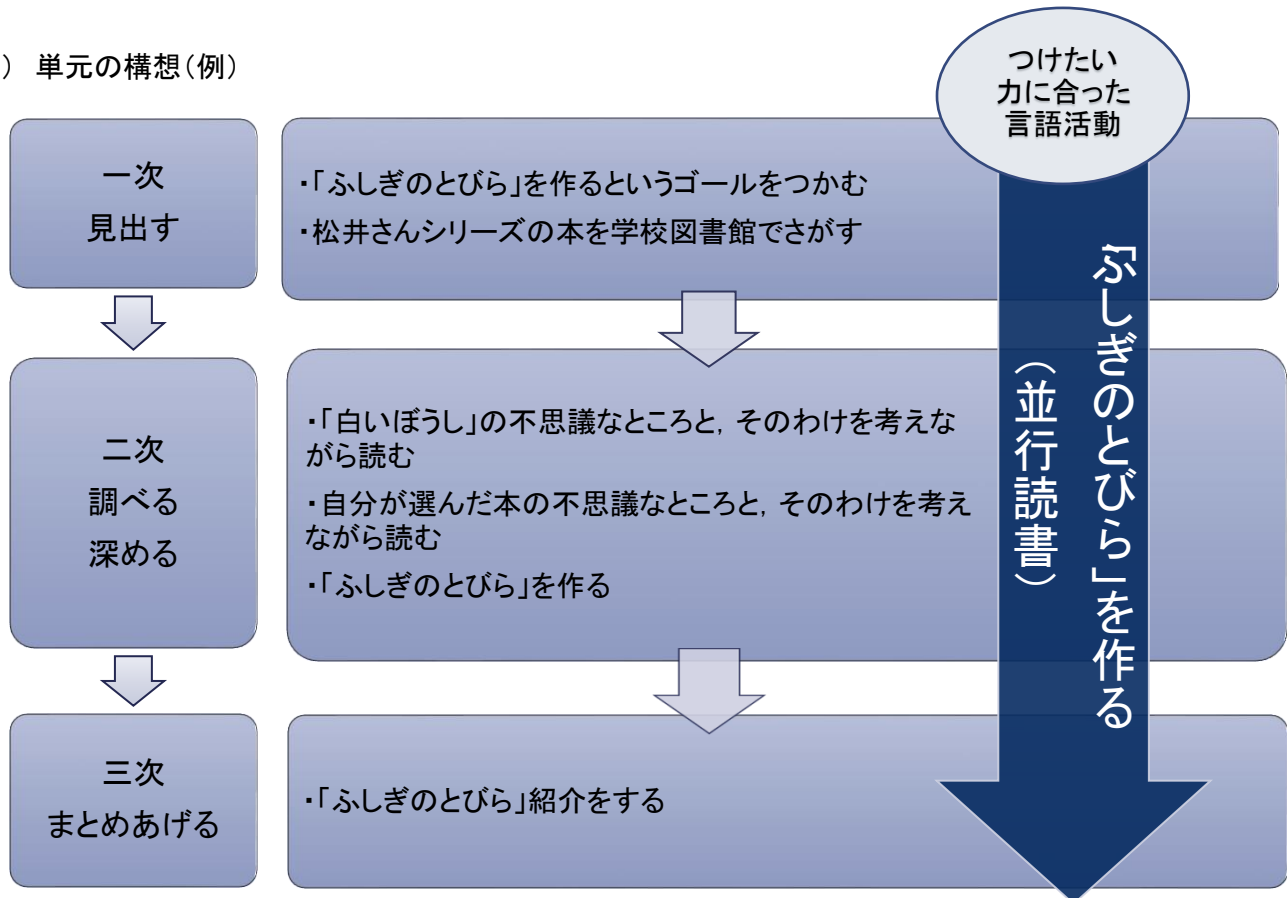 ） 単元の構想（例）
つけたい
力に合った
言語活動
一次
見出す
・「ふしぎのとびら」を作るというゴールをつかむ
・松井さんシリーズの本を学校図書館でさがす
二次
調べる
深める
・「白いぼうし」の不思議なところと，そのわけを考えな
がら読む
・自分が選んだ本の不思議なところと，そのわけを考え
ながら読む
・「ふしぎのとびら」を作る
三次
まとめあげる
・「ふしぎのとびら」紹介をする
「ふしぎのとびら」を作る
（並行読書）